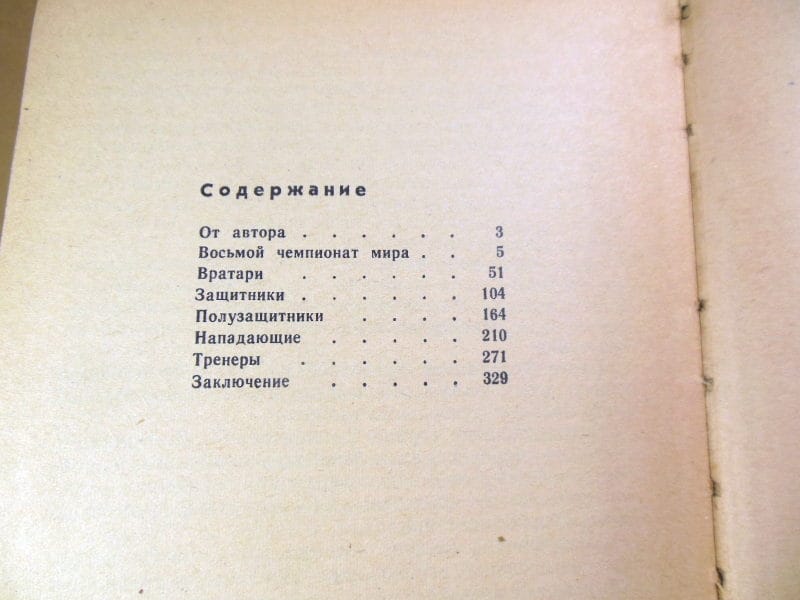 Содержание
От автора . . . . . . 3
Восьмой чемпионат мира . . 5
Вратари . . . . . . 51
Защитники . . . . . . 104
Полузащитники . . . . 164
Нападающие . . . . . 210
Тренеры . . . . . . 271
Заключение . . . . . 329